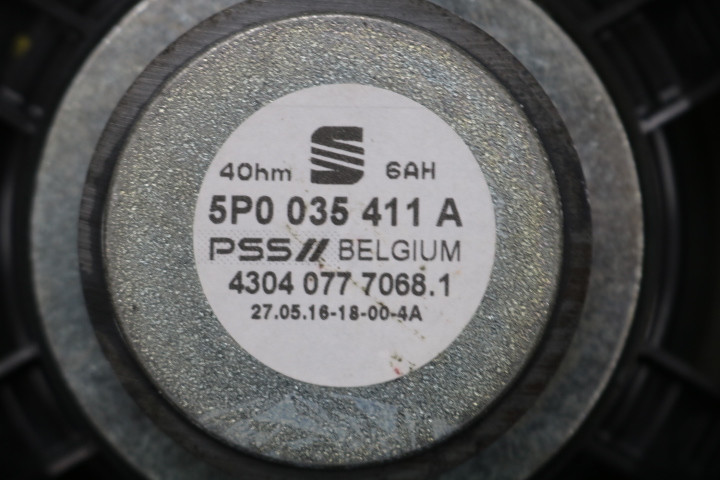 4Ohm 6AH
5P0 035 411 A
PSS// BELGIUM
4304 077 7068.1
27.05.16-18-00-4A